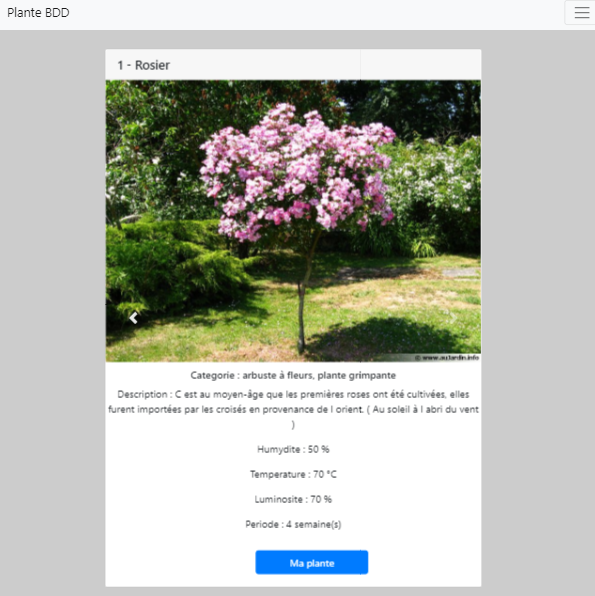 Plante BDD
1 - Rosier
© www.aujardin.info
Categorie : arbuste à fleurs, plante grimpante
Description : C est au moyen-âge que les premières roses ont été cultivées, elles
furent importées par les croisés en provenance de l orient. ( Au soleil à l abri du vent
)
Humydite : 50 %
Temperature : 70 °C
Luminosite : 70 %
Periode : 4 semaine(s)
Ma plante